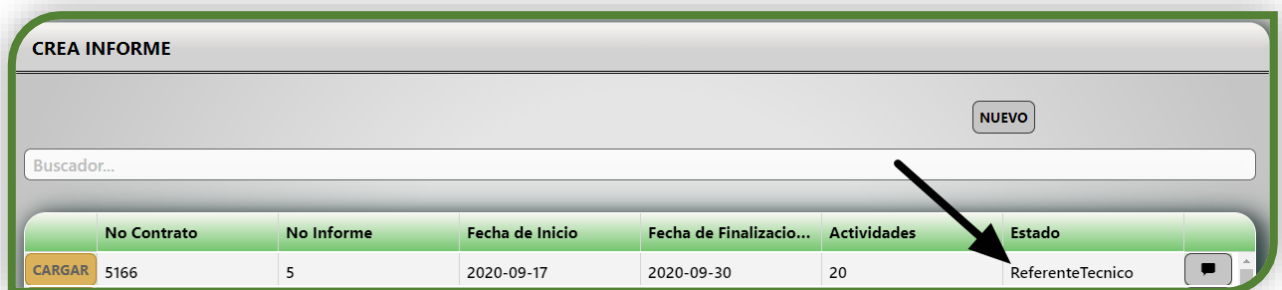 CREA INFORME
NUEVO
Buscador...
No Contrato No Informe Fecha de Inicio Fecha de Finalizacio... Actividades Estado
CARGAR 5166 5 2020-09-17 2020-09-30 20 ReferenteTecnico